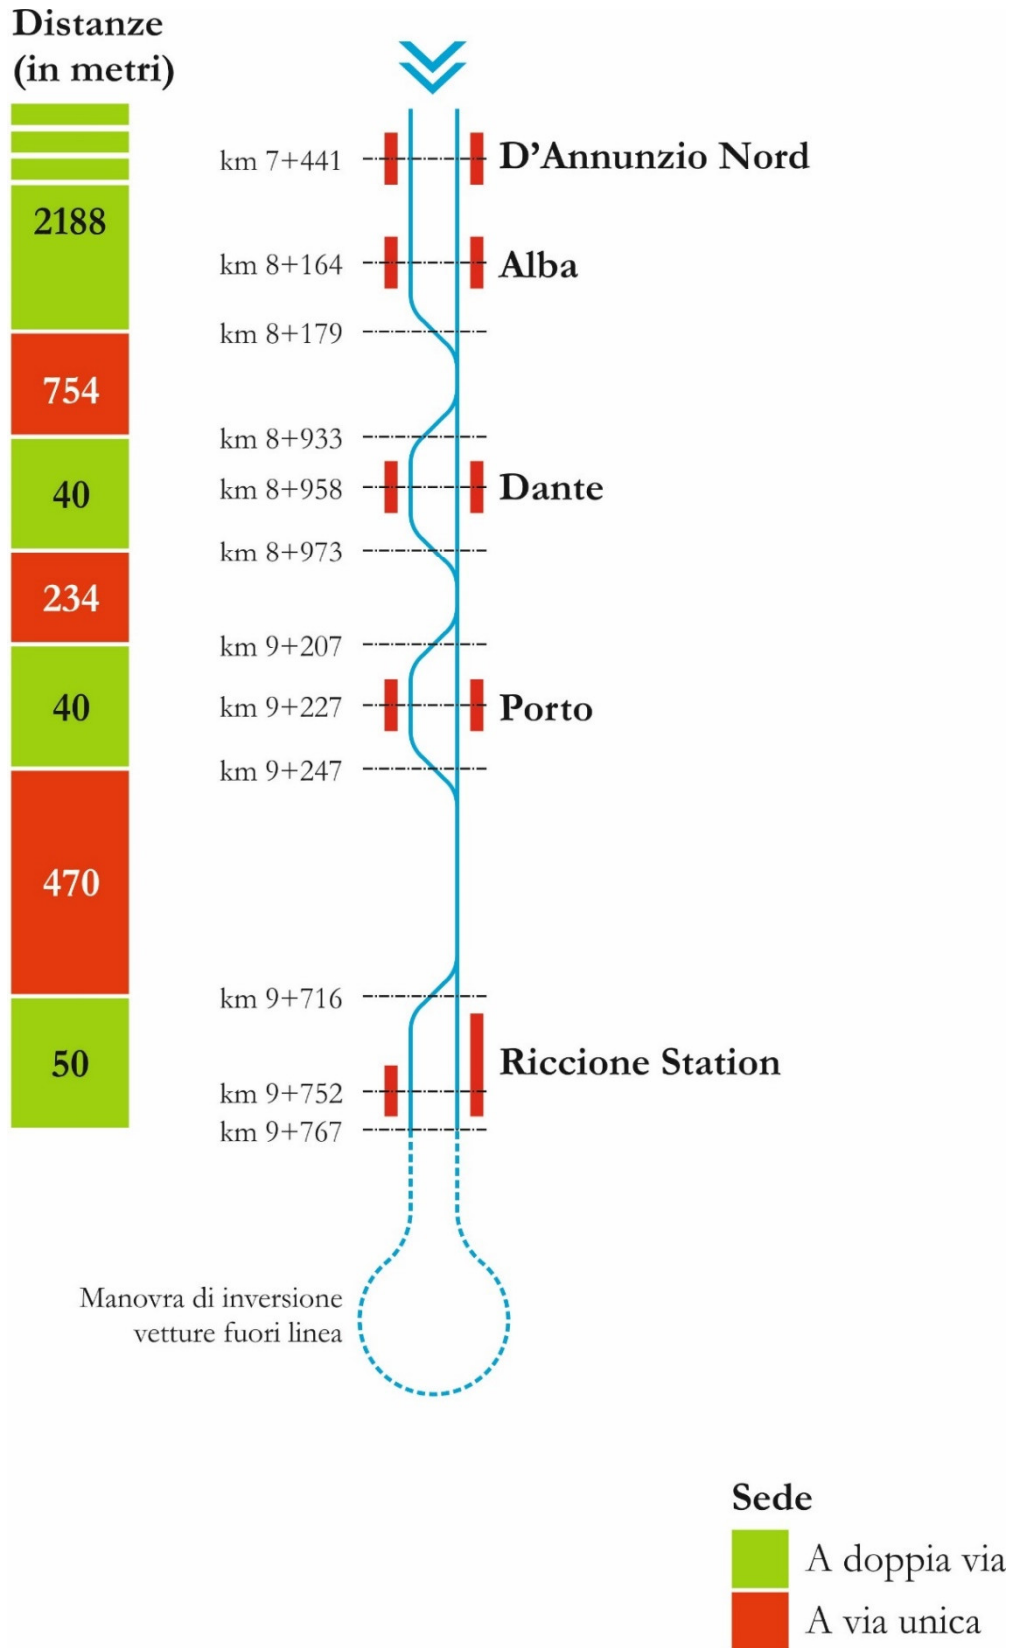 Distanze
(in metri)
km 7+441 D'Annunzio Nord
2188
km 8+164 Alba
km 8+179
754
km 8+933
40
km 8+958 Dante
km 8+973
234
km 9+207
40
km 9+227 Porto
km 9+247
470
km 9+716
50
Riccione Station
km 9+752
km 9+767
Manovra di inversione
vetture fuori linea
Sede
A doppia via
A via unica